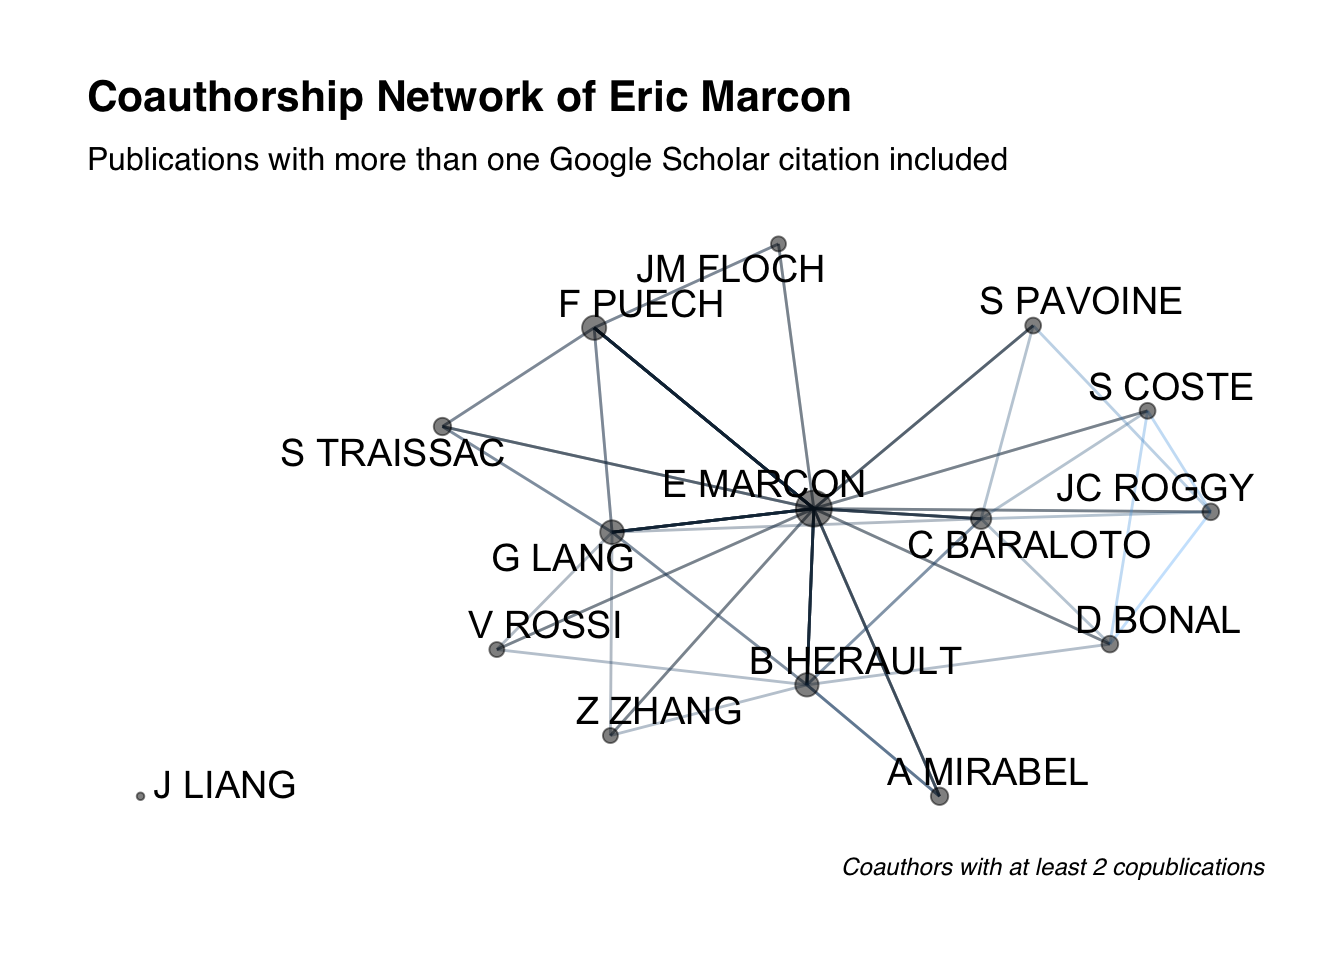 Coauthorship Network of Eric Marcon
Publications with more than one Google Scholar citation included
JM FLOCH
F PUECH
S PAVOINE
S COSTE
S TRAISSAC
E MARCON
JC ROGGY
G LANG
C BARALOTO
V ROSSI
D BONAL
B HERAULT
Z ZHANG
A MIRABEL
J LIANG
Coauthors with at least 2 copublications